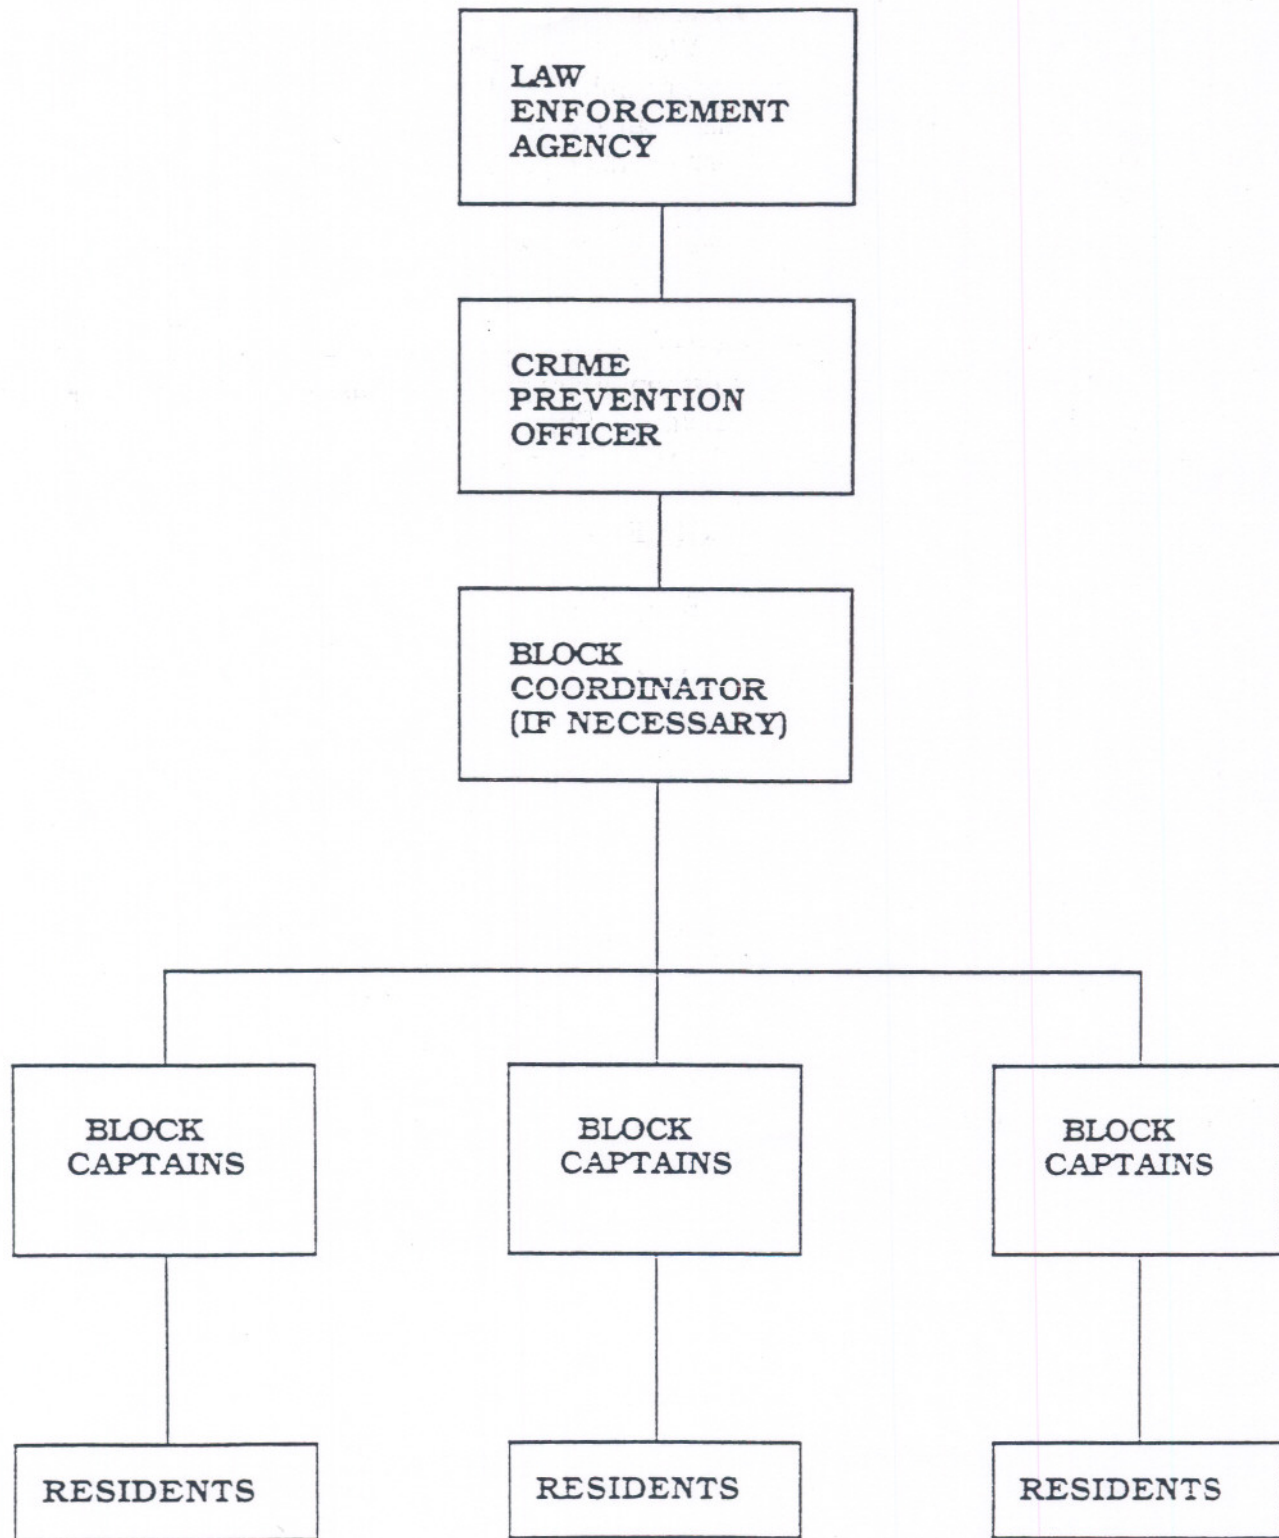 LAW
ENFORCEMENT
AGENCY
CRIME
PREVENTION
OFFICER
BLOCK
COORDINATOR
(IF NECESSARY)
BLOCK
CAPTAINS
BLOCK
CAPTAINS
BLOCK
CAPTAINS
RESIDENTS
RESIDENTS
RESIDENTS